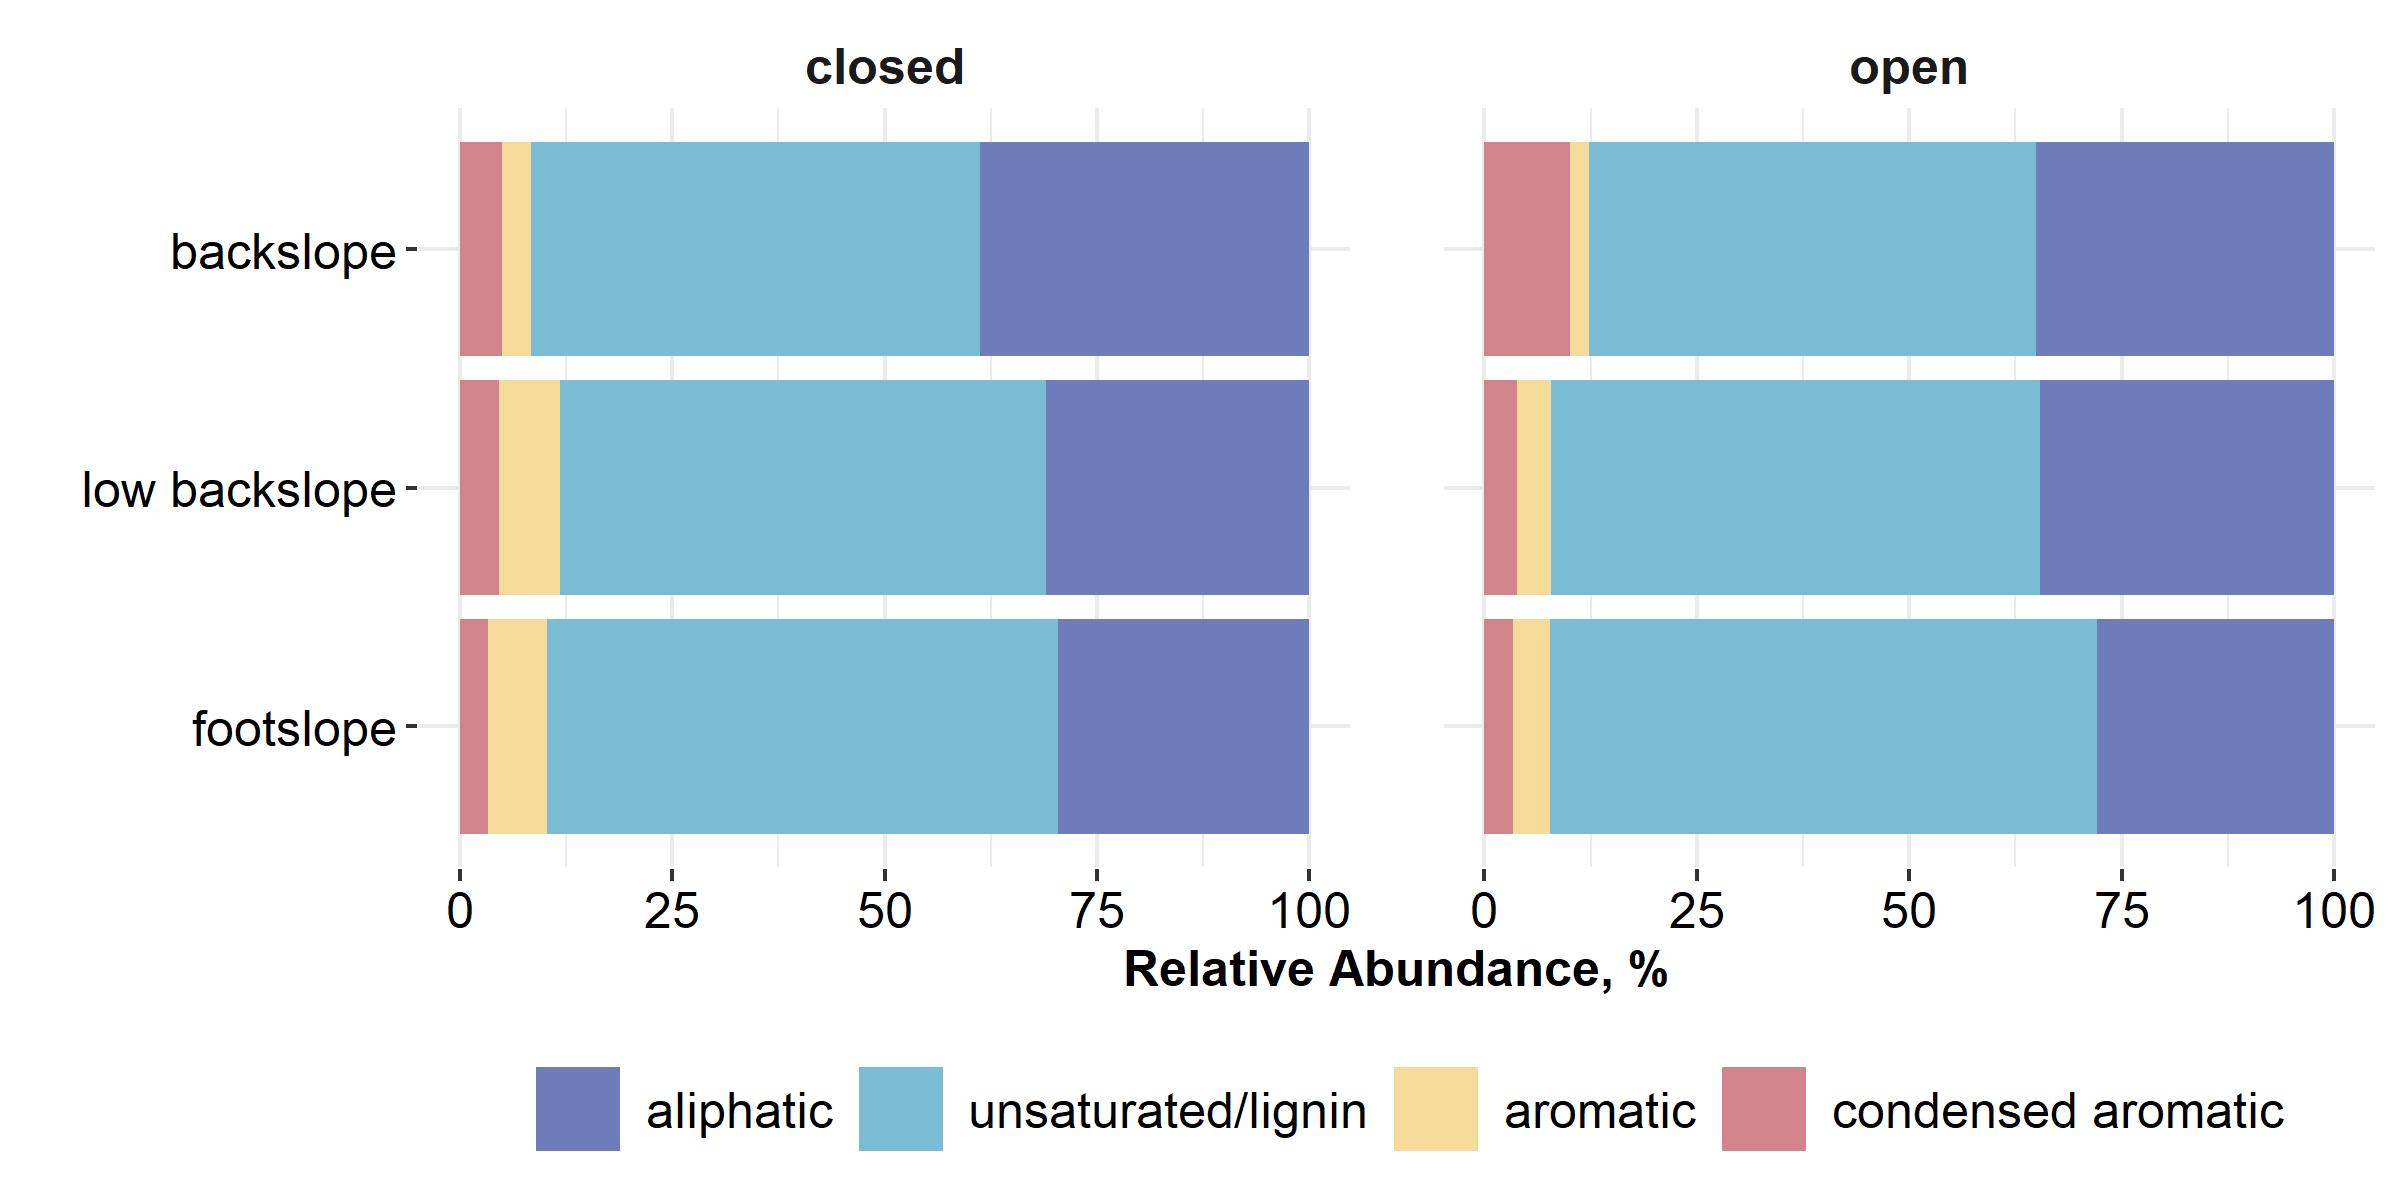 closed open
backslope
low backslope
footslope
0 25 50 75 100 0 25 50 75 100
Relative Abundance, %
aliphatic unsaturated/lignin aromatic condensed aromatic